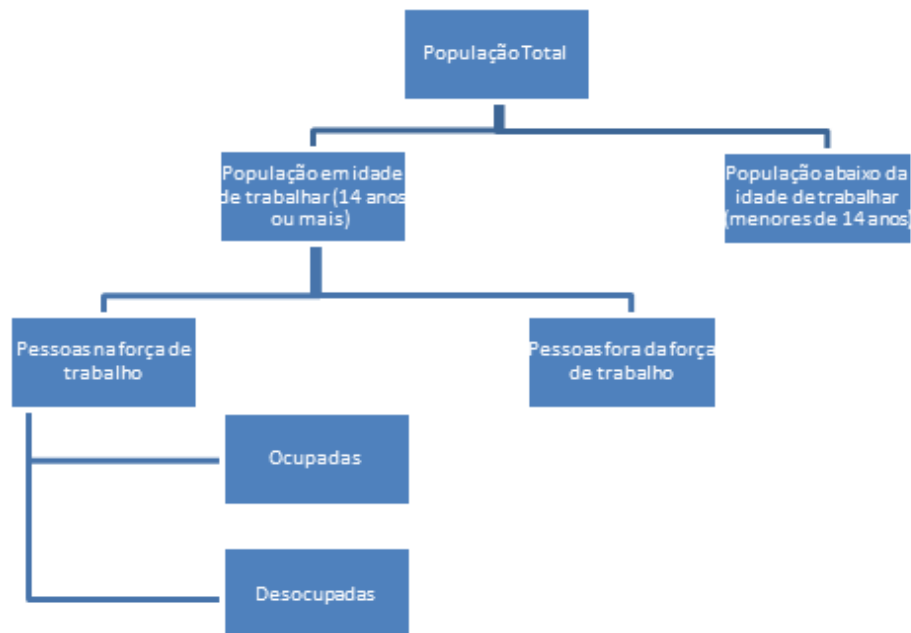 População Total
População em idade
de trabalhar (14 anos
ou mais)
População abaixo da
idade de trabalhar
(menores de 14 anos)
Pessoas na força de
trabalho
Pessoas fora da força
de trabalho
Ocupadas
Desocupadas